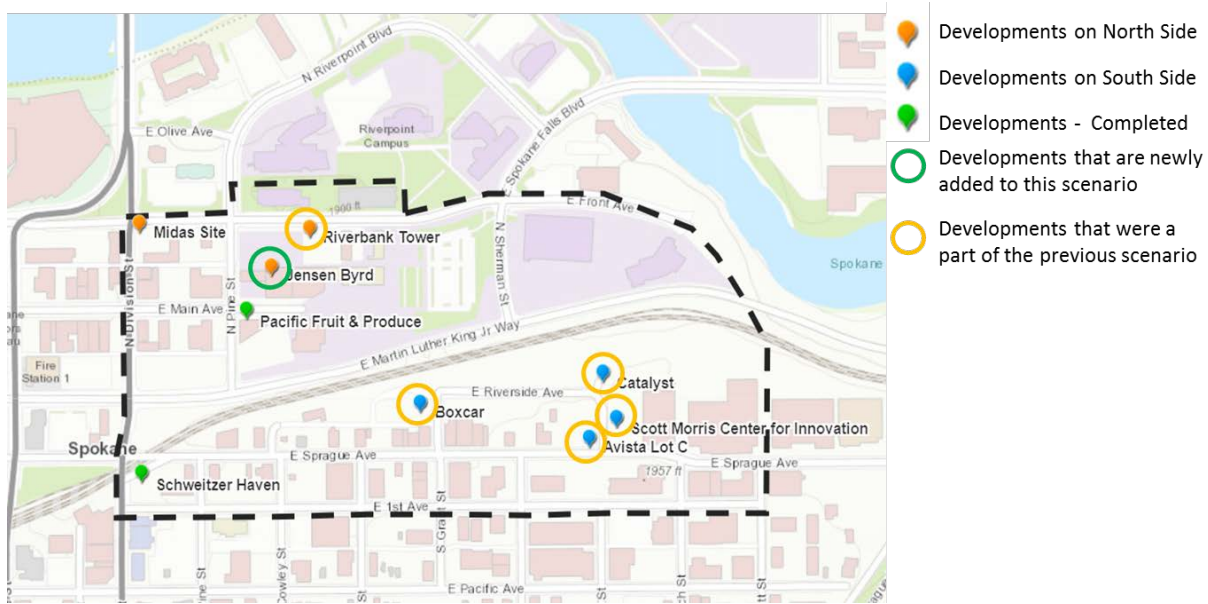 N Riverpoint Blvd
E Olive Ave
Riverpoint
Campus
E Spokane Falls Blvd
1900 ft
E Front Ave
Midas Site
Riverbank Tower
N Sherman St
Spokane
Jensen Byrd
N Division St
N Pine St
E Main Ave
Pacific Fruit & Produce
E Martin Luther King Jr Way
Fire
Station 1
Catalyst
E Riverside Ave
Boxcar
Scott Morris Center for Innovation
Avista Lot C
Spokane
E Sprague Ave
E Sprague Ave
1957 ft
Schweitzer Haven
E 1st Ave
S Grant St
E Pacific Ave
Developments on North Side
Developments on South Side
Developments - Completed
Developments that are newly
added to this scenario
Developments that were a
part of the previous scenario